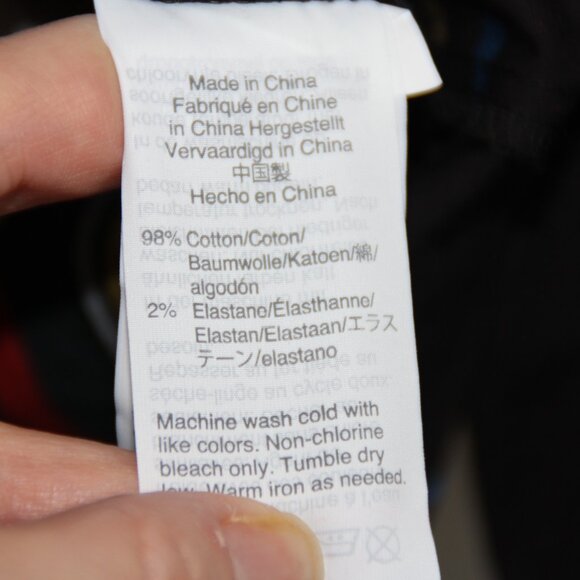 Made in China
Fabriqué en Chine
in China Hergestellt
Vervaardigd in China
中国製
Hecho en China
98% Cotton/Coton/
Baumwolle/Katoen/綿/
algodón
2% Elastane/Élasthanne/
Elastan/Elastaan/エラス
テーン/elastano
Machine wash cold with
like colors. Non-chlorine
bleach only. Tumble dry
low. Warm iron as needed.